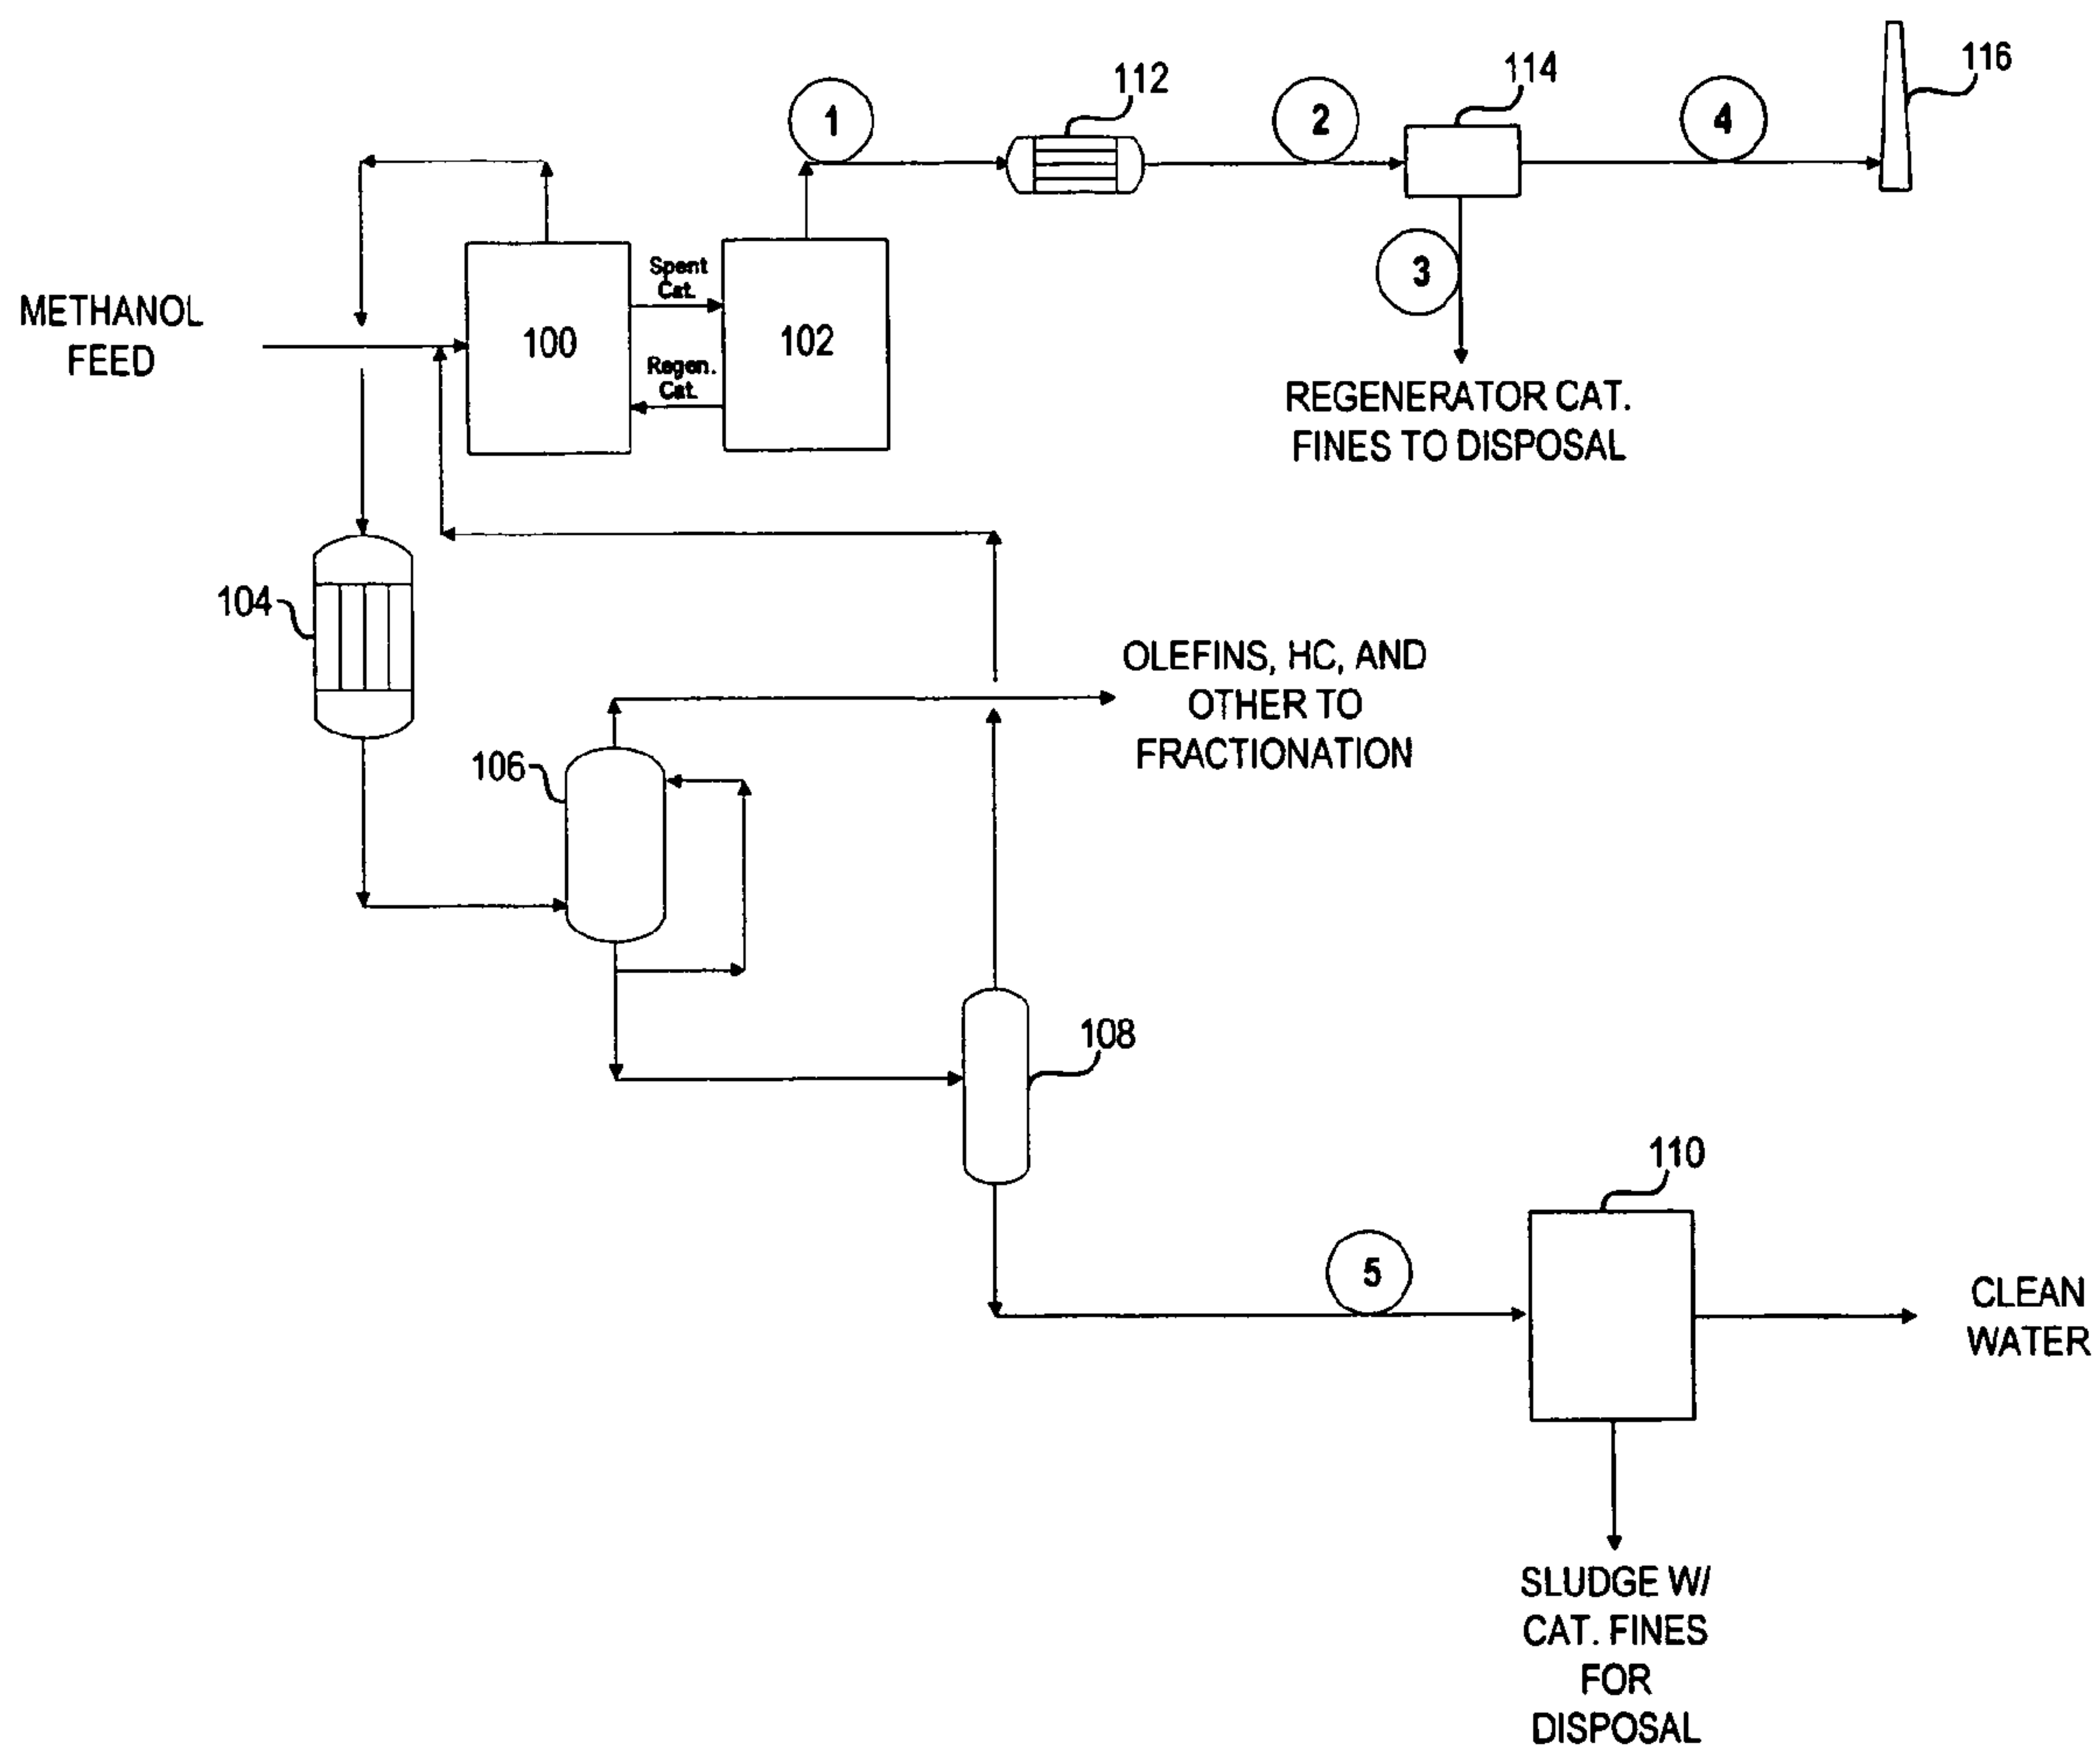 112
114
116
1
2
4
3
METHANOL
FEED
100
Spent
Cat.
Regen.
Cat.
102
REGENERATOR CAT.
FINES TO DISPOSAL
104
OLEFINS, HC, AND
OTHER TO
FRACTIONATION
106
108
110
5
CLEAN
WATER
SLUDGE W/
CAT. FINES
FOR
DISPOSAL